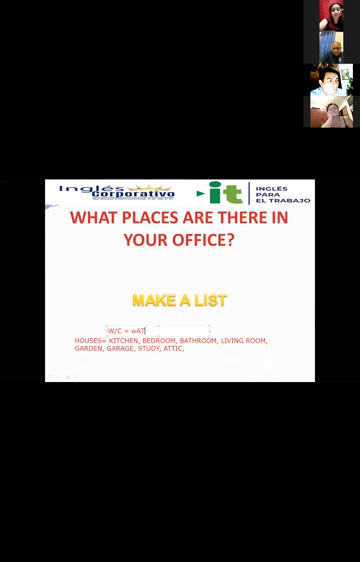 Inglés
Corporativo
it
INGLÉS
PARA
EL TRABAJO
WHAT PLACES ARE THERE IN
YOUR OFFICE?
MAKE A LIST
W/C = wAT
HOUSES= KITCHEN, BEDROOM, BATHROOM, LIVING ROOM,
GARDEN, GARAGE, STUDY, ATTIC,